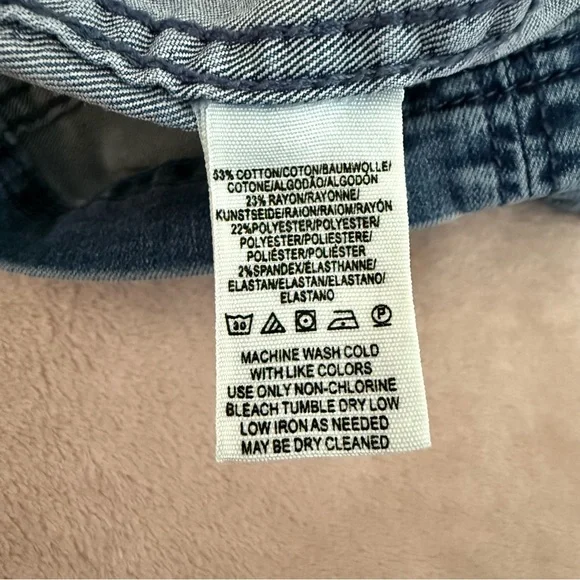 53% COTTON/COTON/BAUMWOLLE/
COTONE/ALGODÃO/ALGODÓN
23% RAYON/RAYONNE/
KUNSTSEIDE/RAION/RAIOM/RAYÓN
22%POLYESTER/POLYESTER/
POLYESTER/POLIESTERE/
POLIÉSTER/POLIÉSTER
2%SPANDEX/ÉLASTHANNE/
ELASTAN/ELASTAN/ELASTANO/
ELASTANO
30 P
MACHINE WASH COLD
WITH LIKE COLORS
USE ONLY NON-CHLORINE
BLEACH TUMBLE DRY LOW
LOW IRON AS NEEDED
MAY BE DRY CLEANED